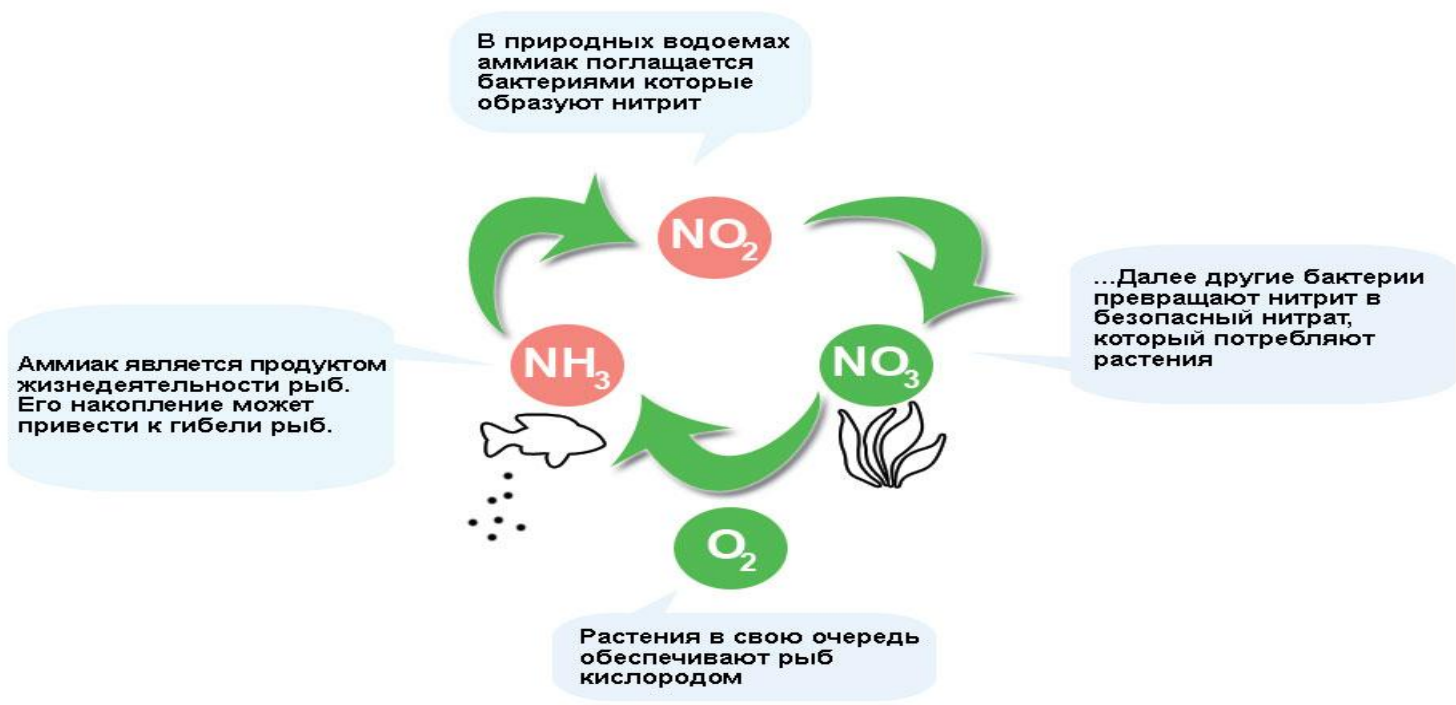 В природных водоемах
аммиак поглащается
бактериями которые
образуют нитрит
NO2
...Далее другие бактерии
превращают нитрит в
безопасный нитрат,
который потребляют
растения
Аммиак является продуктом
жизнедеятельности рыб.
Его накопление может
привести к гибели рыб.
NH3
NO3
O2
Растения в свою очередь
обеспечивают рыб
кислородом